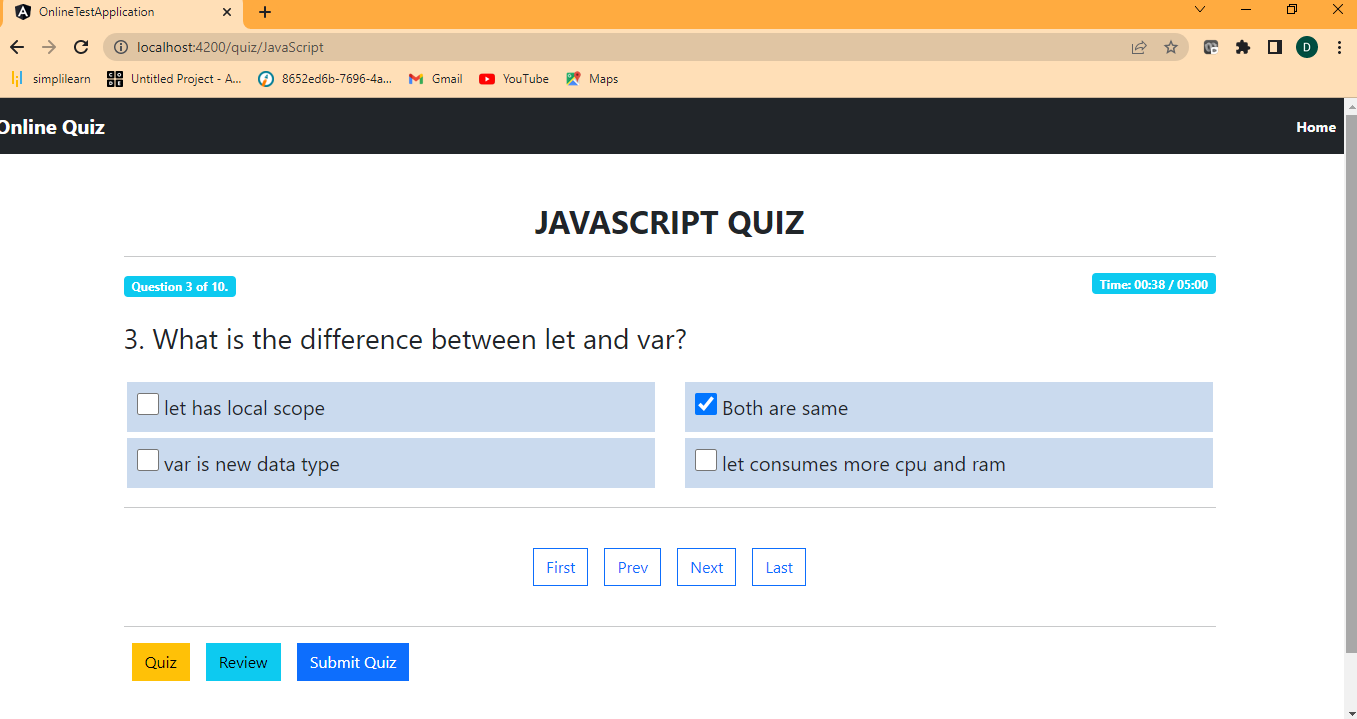 OnlineTestApplication
localhost:4200/quiz/JavaScript
D
simplilearn
Untitled Project - A...
8652ed6b-7696-4a...
Gmail
YouTube
Maps
Online Quiz
Home
JAVASCRIPT QUIZ
Question 3 of 10.
Time: 00:38 / 05:00
3. What is the difference between let and var?
let has local scope
Both are same
var is new data type
let consumes more cpu and ram
First
Prev
Next
Last
Quiz
Review
Submit Quiz